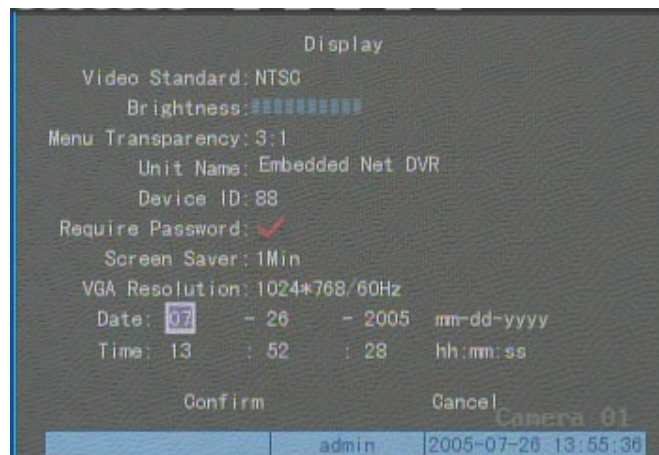 Display
Video Standard: NTSC
Brightness:
Menu Transparency: 3:1
Unit Name: Embedded Net DVR
Device ID: 88
Require Password:
Screen Saver: 1Min
VGA Resolution: 1024*768/60Hz
Date: 07 - 26 - 2005 mm-dd-yyyy
Time: 13 : 52 : 28 hh:mm:ss
Confirm Cancel
Camera 01
admin 2005-07-26 13:55:36